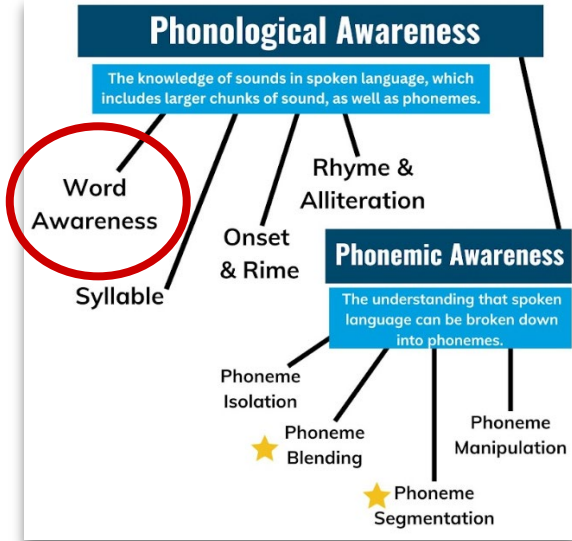 Phonological Awareness
The knowledge of sounds in spoken language, which
includes larger chunks of sound, as well as phonemes.
Word
Awareness
Syllable
Onset
& Rime
Rhyme &
Alliteration
Phonemic Awareness
The understanding that spoken
language can be broken down
into phonemes.
Phoneme
Isolation
Phoneme
Blending
Phoneme
Segmentation
Phoneme
Manipulation